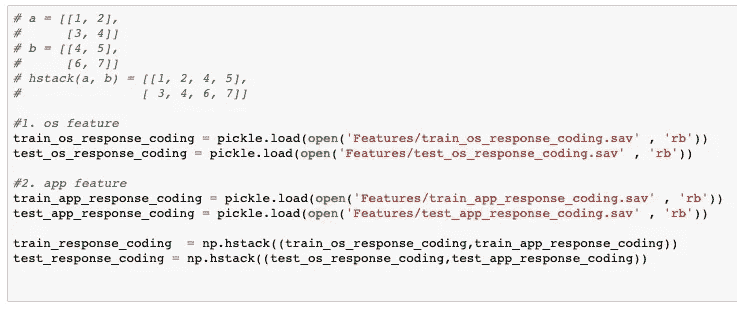 # a = [[1, 2],
#      [3, 4]]
# b = [[4, 5],
#      [6, 7]]
# hstack(a, b) = [[1, 2, 4, 5],
#                [ 3, 4, 6, 7]]
#1. os feature
train_os_response_coding = pickle.load(open('Features/train_os_response_coding.sav' , 'rb'))
test_os_response_coding = pickle.load(open('Features/test_os_response_coding.sav' , 'rb'))
#2. app feature
train_app_response_coding = pickle.load(open('Features/train_app_response_coding.sav' , 'rb'))
test_app_response_coding = pickle.load(open('Features/test_app_response_coding.sav' , 'rb'))
train_response_coding  = np.hstack((train_os_response_coding,train_app_response_coding))
test_response_coding = np.hstack((test_os_response_coding,test_app_response_coding))